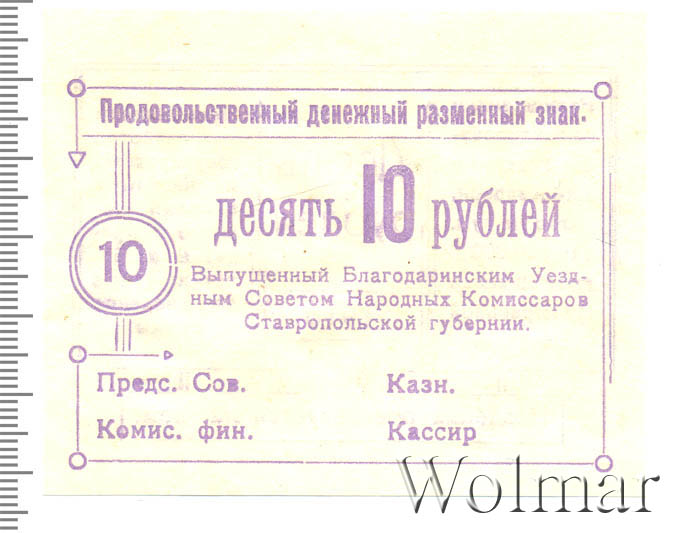 Продовольственный денежный разменный знак.
десять 10 рублей
10
Выпущенный Благодаринским Уезд-
ным Советом Народных Комиссаров
Ставропольской губернии.
Предс. Сов. Казн.
Комис. фин. Кассир
Wolmar